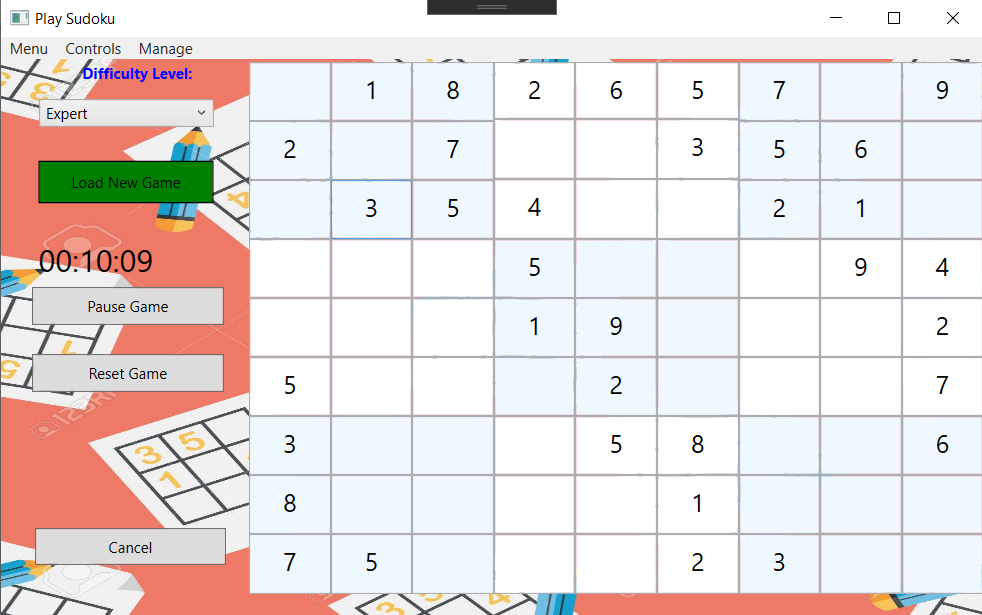 Play Sudoku
Menu Controls Manage
Difficulty Level:
Expert
Load New Game
00:10:09
Pause Game
Reset Game
Cancel
1 8 2 6 5 7 9
2 7 3 5 6
3 5 4 2 1
5 9 4
1 9 2
5 2 7
3 5 8 6
8 1
7 5 2 3